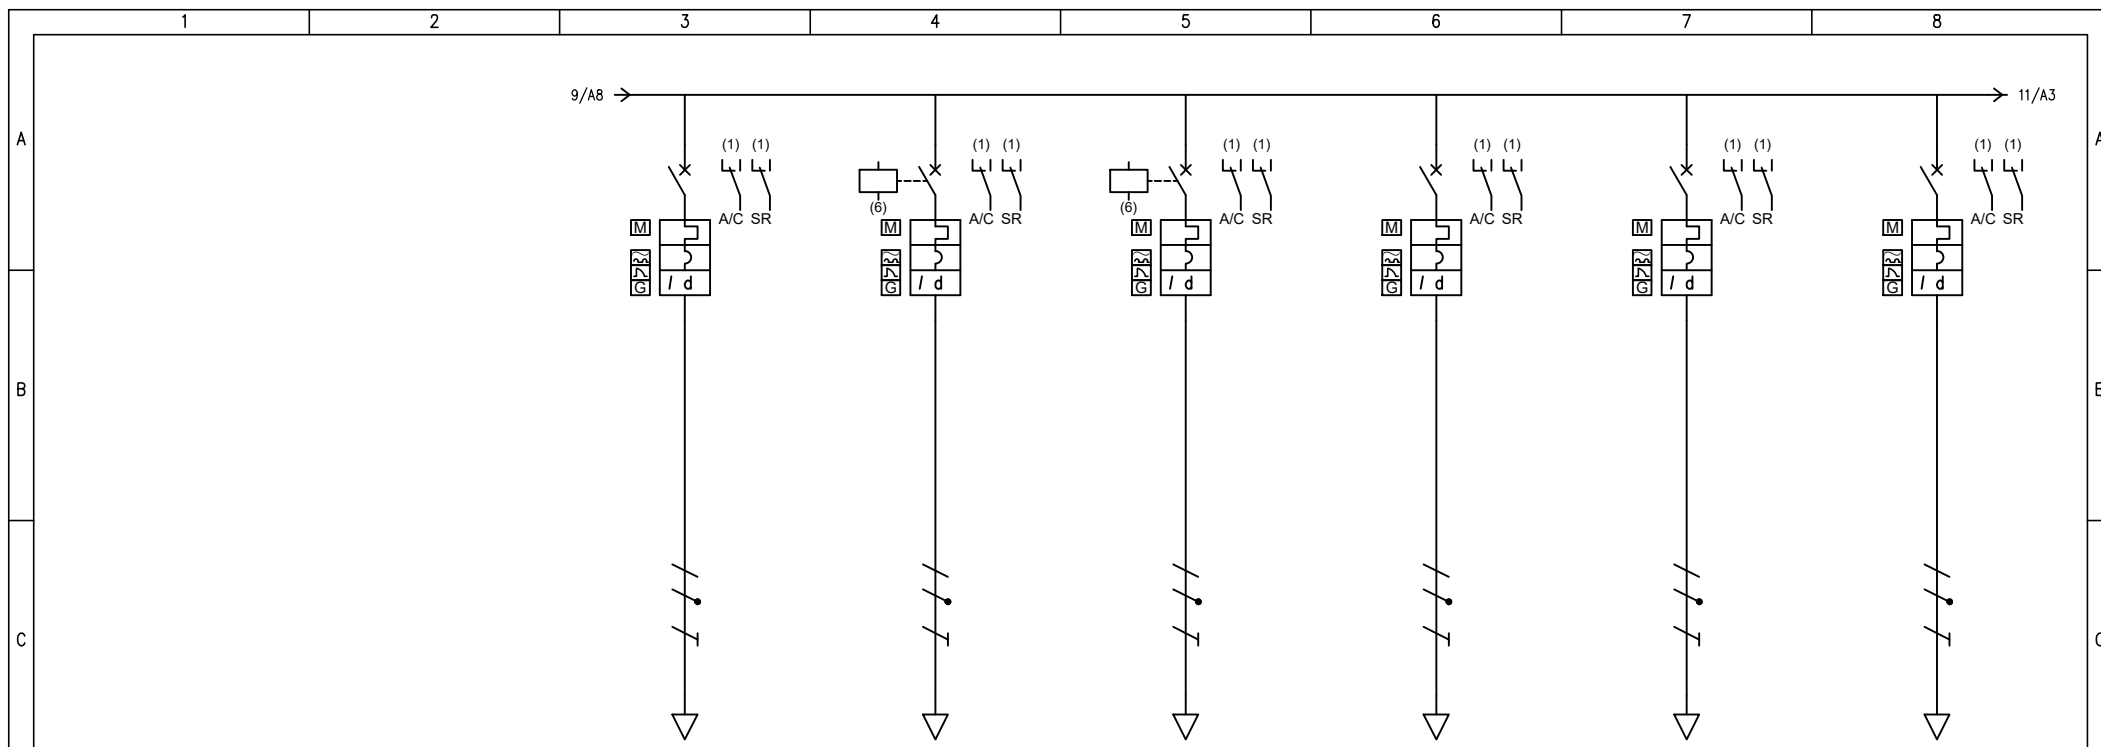 1 2 3 4 5 6 7 8
9/A8 11/A3
A A
(1) (1) (1) (1) (1) (1) (1) (1) (1) (1) (1) (1)
(6) (6)
A/C SR A/C SR A/C SR A/C SR A/C SR A/C SR
M M M M M M
G I d G I d G I d G I d G I d G I d
B B
C C